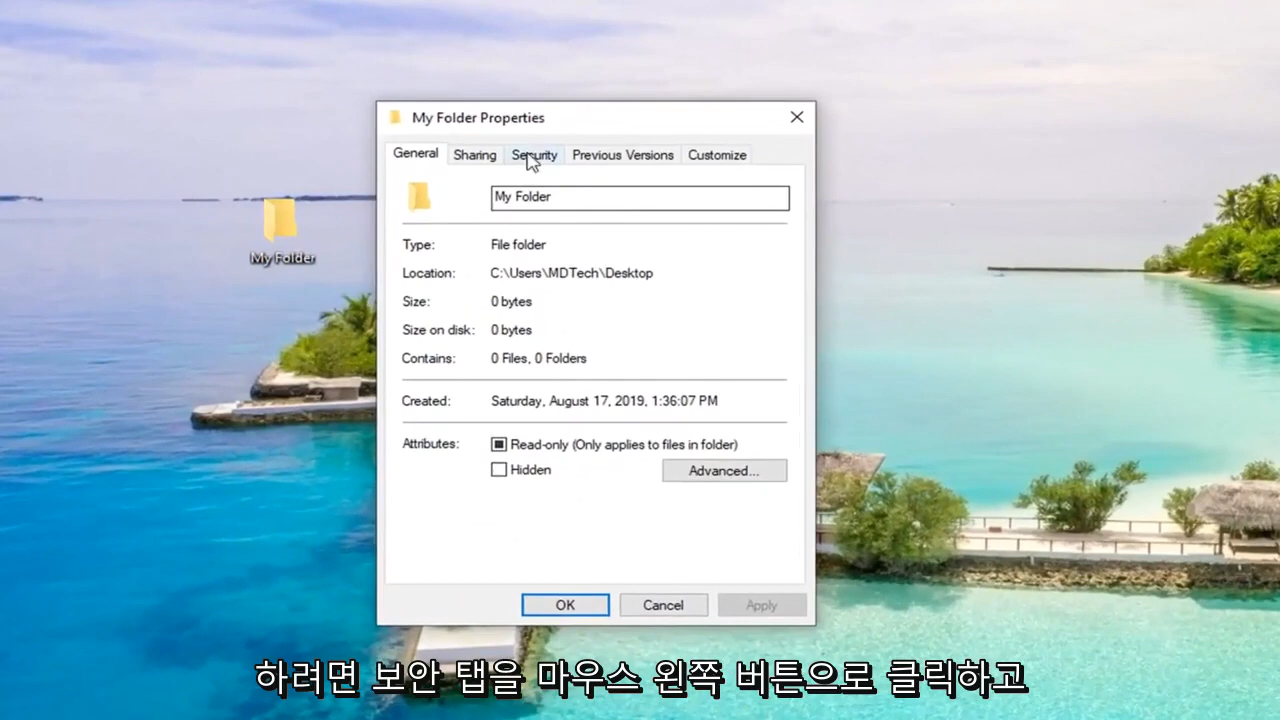 My Folder Properties
General Sharing Security Previous Versions Customize
My Folder
Type: File folder
Location: C:\Users\MDTech\Desktop
Size: 0 bytes
Size on disk: 0 bytes
Contains: 0 Files, 0 Folders
Created: Saturday, August 17, 2019, 1:36:07 PM
Attributes: Read-only (Only applies to files in folder)
Hidden
Advanced...
OK Cancel Apply
My Folder
하려면 보안 탭을 마우스 왼쪽 버튼으로 클릭하고